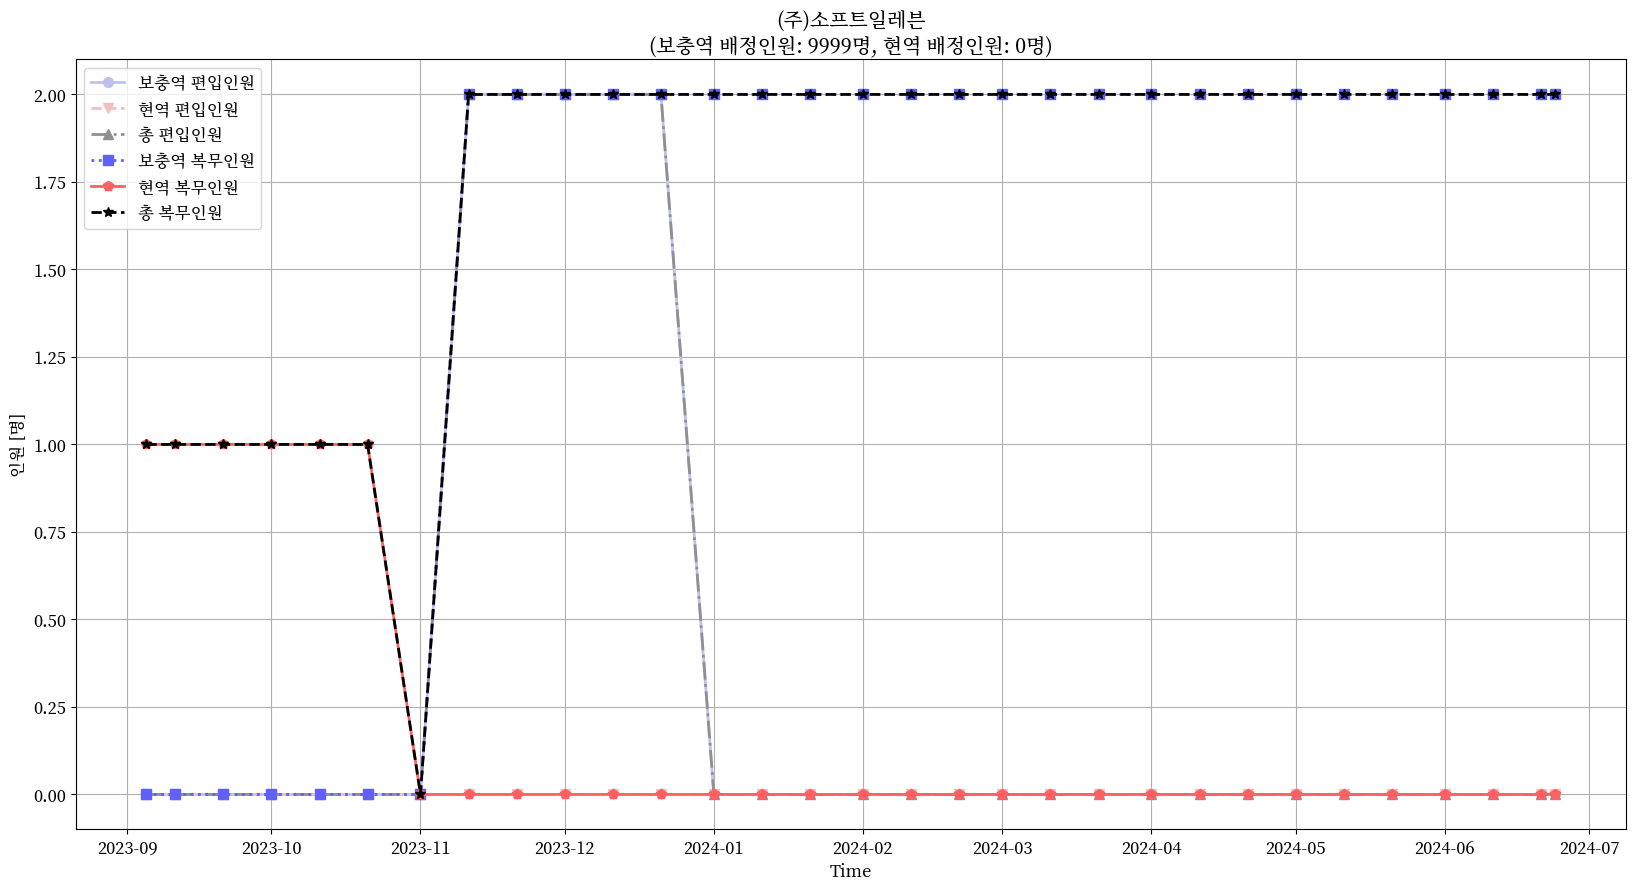 (주)소프트일레븐
(보충역 배정인원: 9999명, 현역 배정인원: 0명)
보충역 편입인원
현역 편입인원
총 편입인원
보충역 복무인원
현역 복무인원
총 복무인원
2.00
1.75
1.50
1.25
1.00
0.75
0.50
0.25
0.00
인원 [명]
2023-09 2023-10 2023-11 2023-12 2024-01 2024-02 2024-03 2024-04 2024-05 2024-06 2024-07
Time